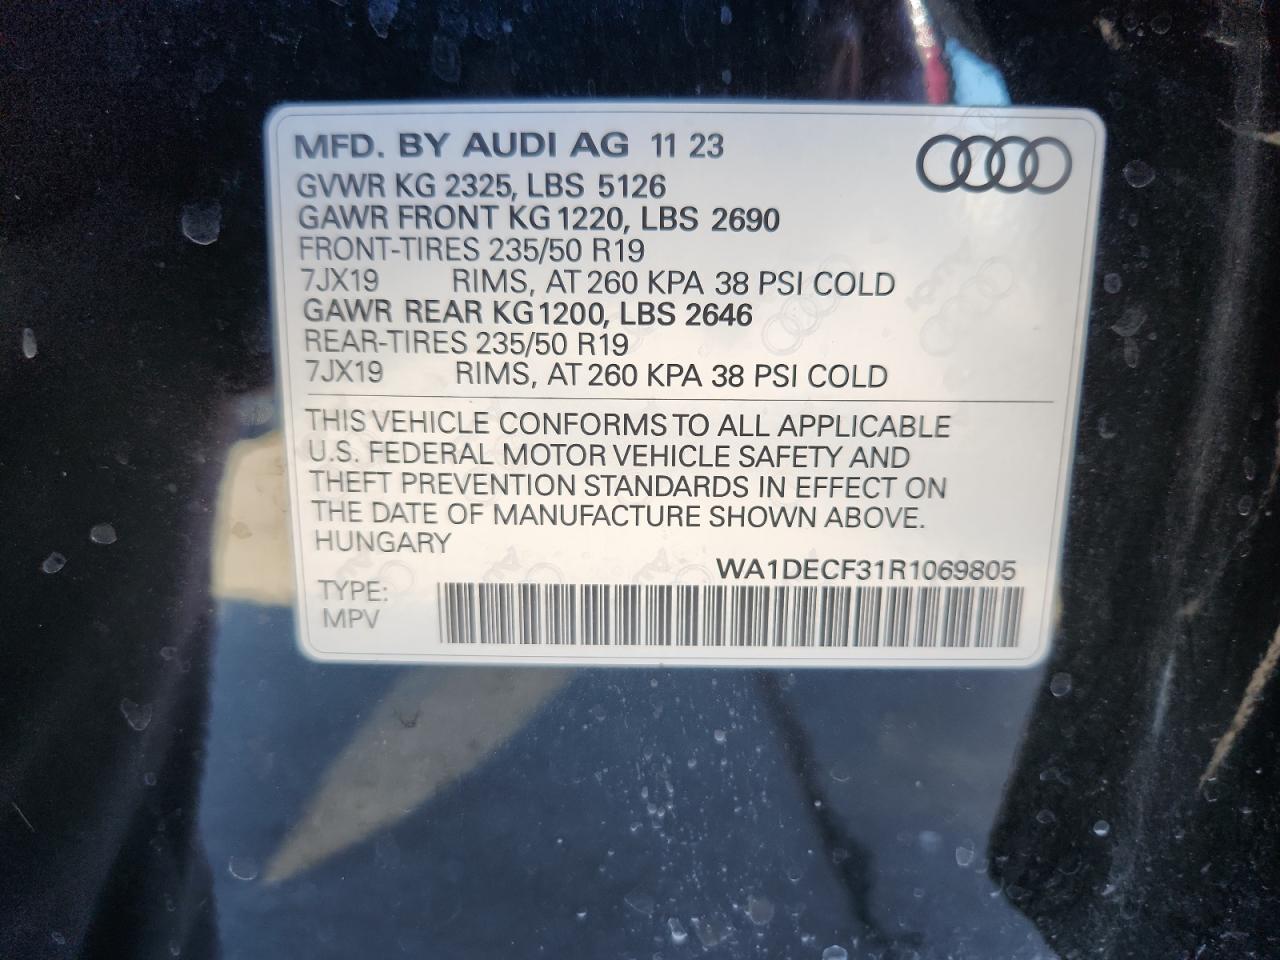 MFD. BY AUDI AG 11 23
GVWR KG 2325, LBS 5126
GAWR FRONT KG 1220, LBS 2690
FRONT-TIRES 235/50 R19
7JX19 RIMS, AT 260 KPA 38 PSI COLD
GAWR REAR KG 1200, LBS 2646
REAR-TIRES 235/50 R19
7JX19 RIMS, AT 260 KPA 38 PSI COLD
THIS VEHICLE CONFORMS TO ALL APPLICABLE
U.S. FEDERAL MOTOR VEHICLE SAFETY AND
THEFT PREVENTION STANDARDS IN EFFECT ON
THE DATE OF MANUFACTURE SHOWN ABOVE.
HUNGARY
WA1DECF31R1069805
TYPE:
MPV